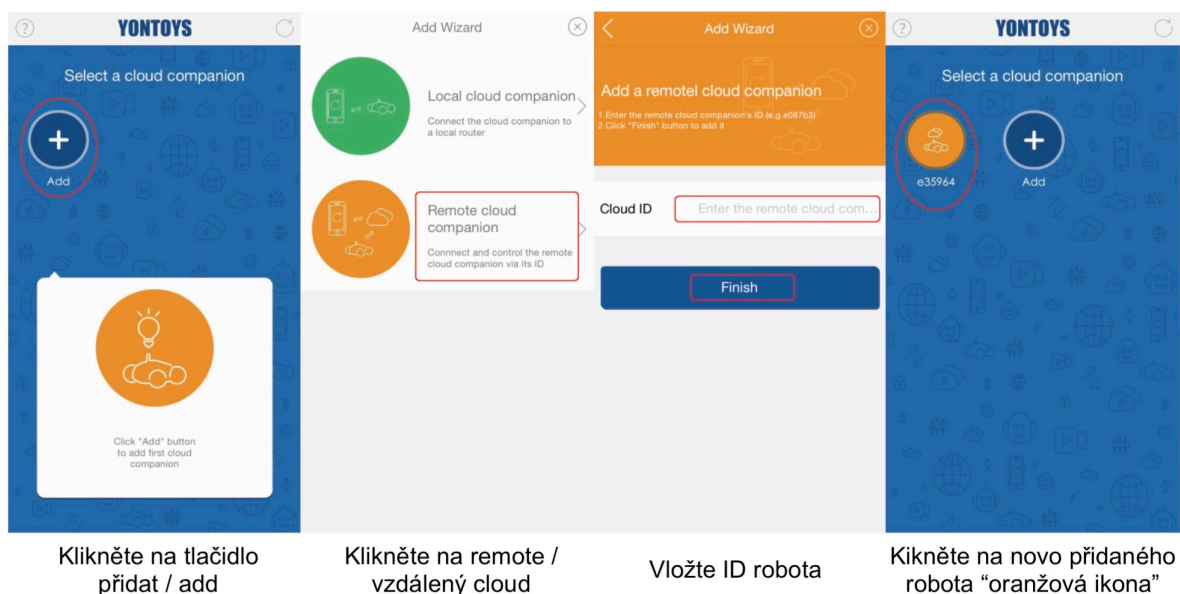 ?
YONTOYS
Select a cloud companion
+
Add
Click "Add" button
to add first cloud
companion
Klikněte na tlačidlo
přidat / add
Add Wizard
Local cloud companion
Connect the cloud companion to
a local router
Remote cloud
companion
Connnect and control the remote
cloud companion via its ID
Klikněte na remote /
vzdálený cloud
Add Wizard
Add a remotel cloud companion
1.Enter the remote cloud companion's ID (e.g.e087b3)
2.Click "Finish" button to add it
Cloud ID Enter the remote cloud com...
Finish
Vložte ID robota
?
YONTOYS
Select a cloud companion
+
e35964 Add
Kikněte na novo přidaného
robota “oranžová ikona”